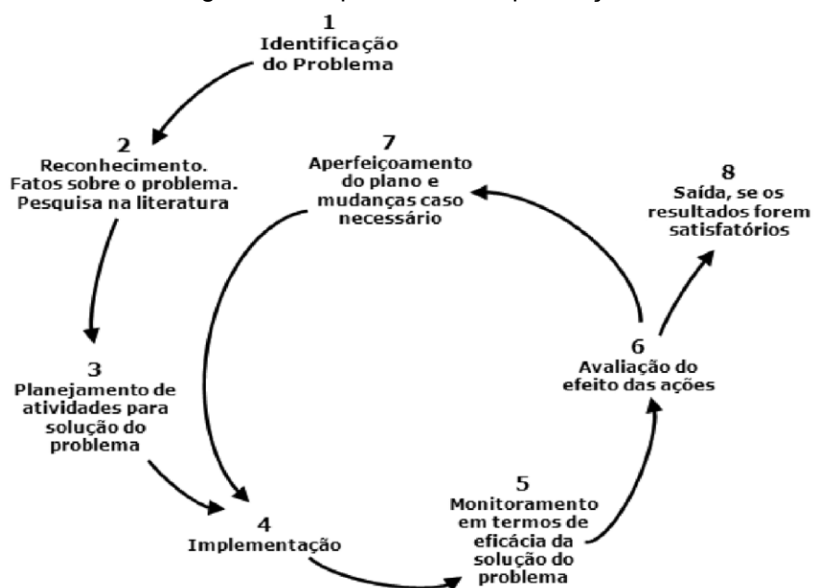 1
Identificação
do Problema
2
Reconhecimento.
Fatos sobre o problema.
Pesquisa na literatura
3
Planejamento de
atividades para
solução do
problema
4
Implementação
5
Monitoramento
em termos de
eficácia da
solução do
problema
6
Avaliação do
efeito das ações
7
Aperfeiçoamento
do plano e
mudanças caso
necessário
8
Saída, se os
resultados forem
satisfatórios